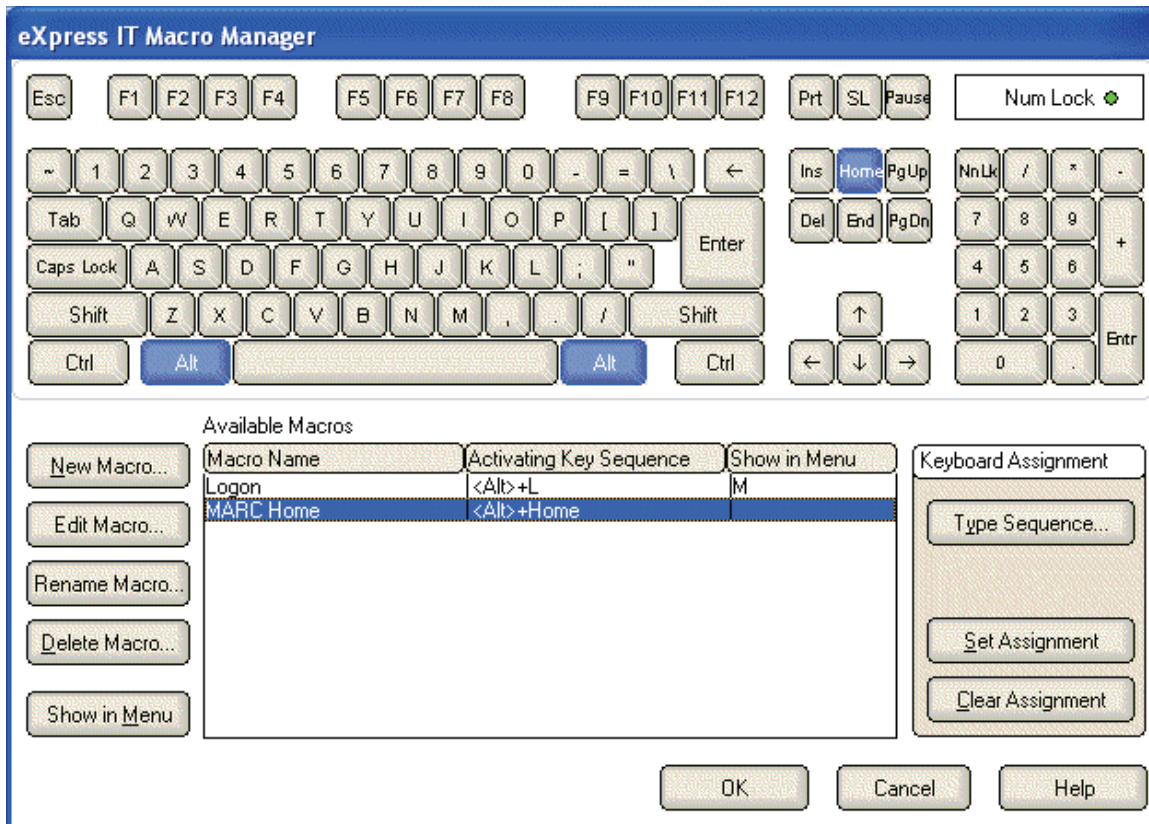 eXpress IT Macro Manager
Esc F1 F2 F3 F4 F5 F6 F7 F8 F9 F10 F11 F12 Prt SL Pause Num Lock
~ 1 2 3 4 5 6 7 8 9 0 - = \ ← Ins Home PgUp NnLk / * -
Tab Q W E R T Y U I O P [ ] Enter Del End PgDn 7 8 9 +
Caps Lock A S D F G H J K L ; " 4 5 6
Shift Z X C V B N M , . / Shift ↑ 1 2 3 Entr
Ctrl Alt Alt Ctrl ← ↓ → 0 .
Available Macros
Macro Name Activating Key Sequence Show in Menu
Logon <Alt>+L M
MARC Home <Alt>+Home
New Macro...
Edit Macro...
Rename Macro...
Delete Macro...
Show in Menu
Keyboard Assignment
Type Sequence...
Set Assignment
Clear Assignment
OK Cancel Help